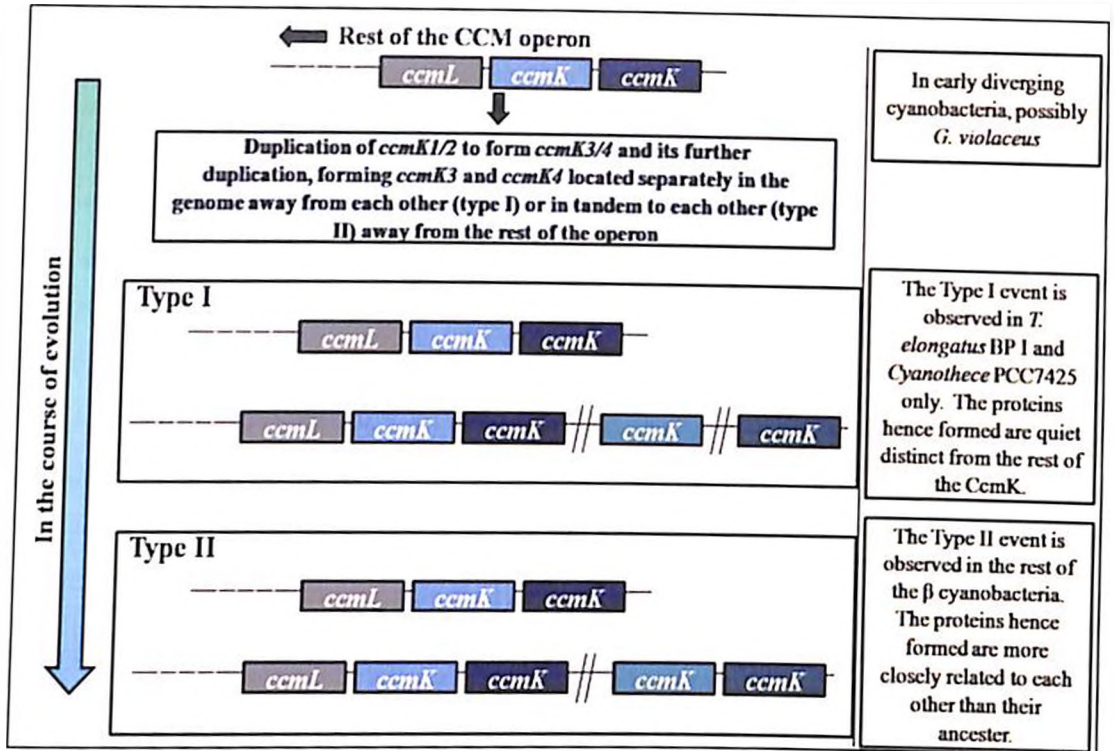 Rest of the CCM operon
ccmL ccmK ccmK
In early diverging
cyanobacteria, possibly
G. violaceus
Duplication of ccmK1/2 to form ccmK3/4 and its further
duplication, forming ccmK3 and ccmK4 located separately in the
genome away from each other (type I) or in tandem to each other (type
II) away from the rest of the operon
In the course of evolution
Type I
ccmL ccmK ccmK
ccmL ccmK ccmK // ccmK // ccmK
The Type I event is
observed in T.
elongatus BP 1 and
Cyanothece PCC7425
only. The proteins
hence formed are quiet
distinct from the rest of
the CcmK.
Type II
ccmL ccmK ccmK
ccmL ccmK ccmK // ccmK ccmK
The Type II event is
observed in the rest of
the β cyanobacteria.
The proteins hence
formed are more
closely related to each
other than their
ancester.